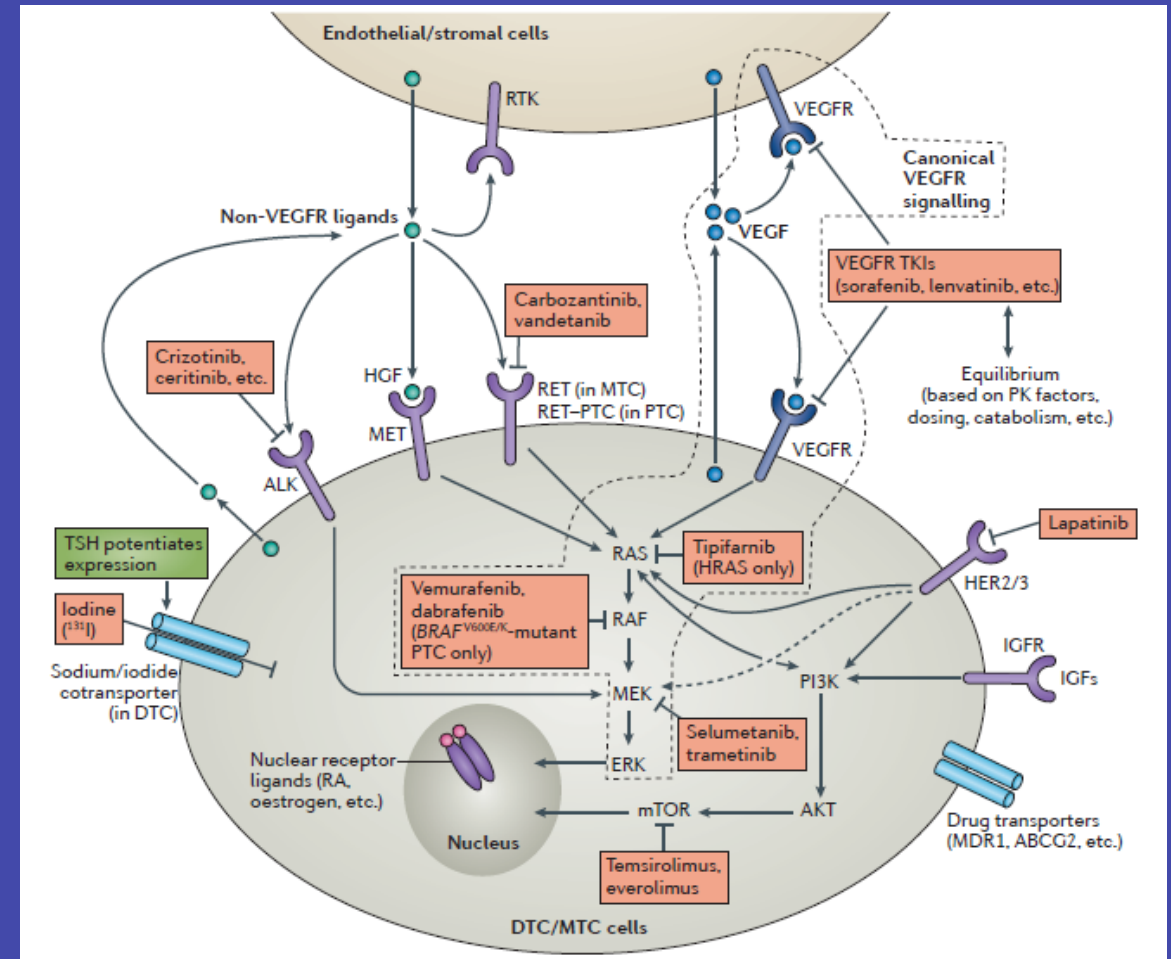 Endothelial/stromal cells
RTK
VEGFR
Canonical
VEGFR
signalling
Non-VEGFR ligands
VEGF
VEGFR TKIs
(sorafenib, lenvatinib, etc.)
Carbozantinib,
vandetanib
Crizotinib,
ceritinib, etc.
HGF
Equilibrium
(based on PK factors,
dosing, catabolism, etc.)
RET (in MTC)
RET–PTC (in PTC)
MET
VEGFR
ALK
TSH potentiates
expression
Lapatinib
RAS
Tipifarnib
(HRAS only)
HER2/3
Vemurafenib,
dabrafenib
(BRAFV600E/K-mutant
PTC only)
Iodine
(131I)
RAF
IGFR
IGFs
Sodium/iodide
cotransporter
(in DTC)
MEK
PI3K
Selumetanib,
trametinib
Nuclear receptor
ligands (RA,
oestrogen, etc.)
ERK
mTOR
AKT
Nucleus
Drug transporters
(MDR1, ABCG2, etc.)
Temsirolimus,
everolimus
DTC/MTC cells